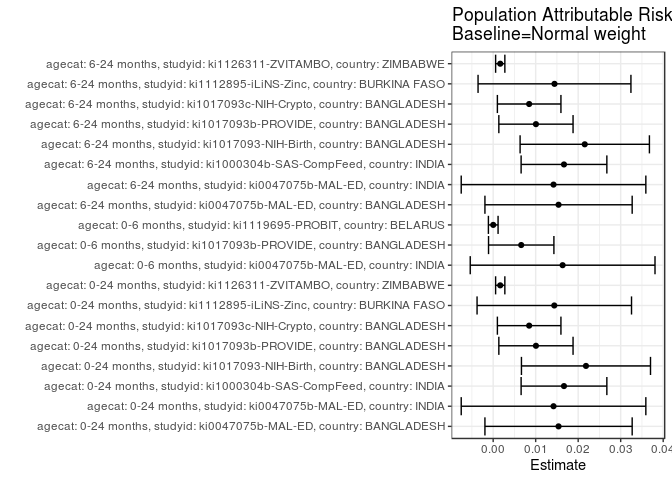 Population Attributable Risk
Baseline=Normal weight
agecat: 6-24 months, studyid: ki1126311-ZVITAMBO, country: ZIMBABWE
agecat: 6-24 months, studyid: ki1112895-iLiNS-Zinc, country: BURKINA FASO
agecat: 6-24 months, studyid: ki1017093c-NIH-Crypto, country: BANGLADESH
agecat: 6-24 months, studyid: ki1017093b-PROVIDE, country: BANGLADESH
agecat: 6-24 months, studyid: ki1017093-NIH-Birth, country: BANGLADESH
agecat: 6-24 months, studyid: ki1000304b-SAS-CompFeed, country: INDIA
agecat: 6-24 months, studyid: ki0047075b-MAL-ED, country: INDIA
agecat: 6-24 months, studyid: ki0047075b-MAL-ED, country: BANGLADESH
agecat: 0-6 months, studyid: ki1119695-PROBIT, country: BELARUS
agecat: 0-6 months, studyid: ki1017093b-PROVIDE, country: BANGLADESH
agecat: 0-6 months, studyid: ki0047075b-MAL-ED, country: INDIA
agecat: 0-24 months, studyid: ki1126311-ZVITAMBO, country: ZIMBABWE
agecat: 0-24 months, studyid: ki1112895-iLiNS-Zinc, country: BURKINA FASO
agecat: 0-24 months, studyid: ki1017093c-NIH-Crypto, country: BANGLADESH
agecat: 0-24 months, studyid: ki1017093b-PROVIDE, country: BANGLADESH
agecat: 0-24 months, studyid: ki1017093-NIH-Birth, country: BANGLADESH
agecat: 0-24 months, studyid: ki1000304b-SAS-CompFeed, country: INDIA
agecat: 0-24 months, studyid: ki0047075b-MAL-ED, country: INDIA
agecat: 0-24 months, studyid: ki0047075b-MAL-ED, country: BANGLADESH
0.00 0.01 0.02 0.03 0.04
Estimate